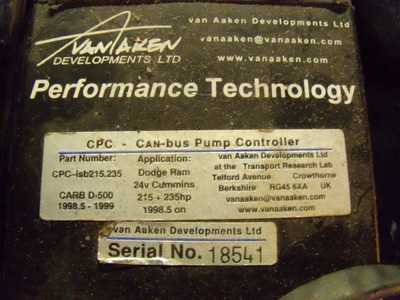 van Aaken Developments Ltd
VANAAKEN
DEVELOPMENTS LTD
vanaaken@vanaaken.com
www.vanaaken.com
Performance Technology
CPC - CAN-bus Pump Controller
Part Number: Application: van Aaken Developments Ltd
CPC-isb215.235 Dodge Ram at the Transport Research Lab
24v Cummins Telford Avenue Crowthorne
CARB D-500 215 + 235hp Berkshire RG45 6XA UK
1998.5 - 1999 1998.5 on vanaaken@vanaaken.com
www.vanaaken.com
van Aaken Developments Ltd
Serial No. 18541